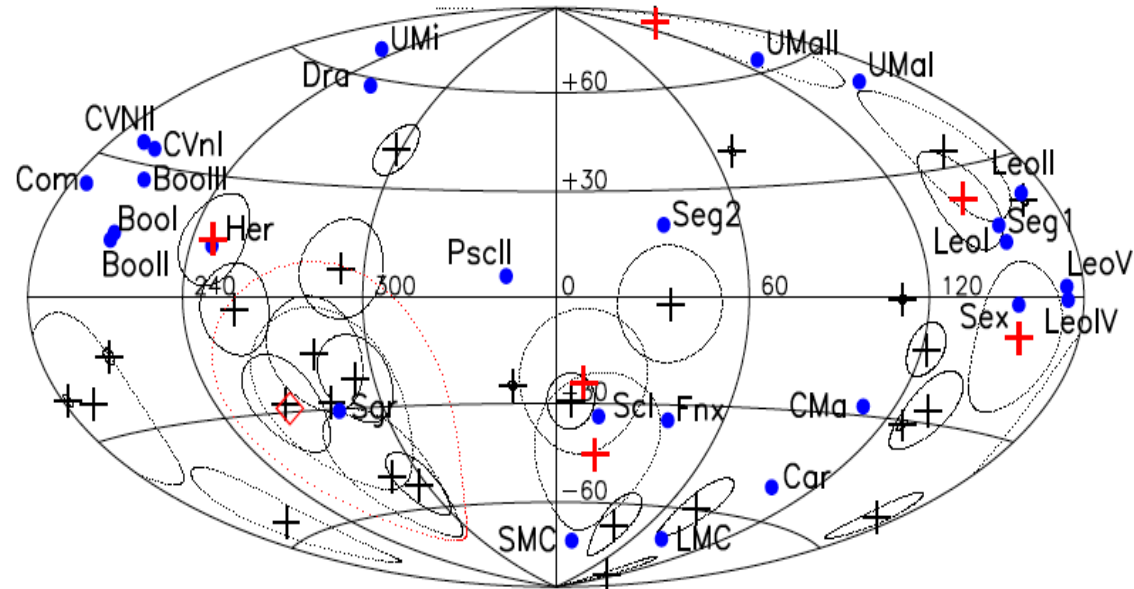 UMi
UMaII
Dra
+60
UMaI
CVNII
CVnI
LeoII
Com
BooIII
+30
BooI
Her
Seg2
Seg1
BooII
PscII
LeoI
LeoV
240
300
0
60
120
Sex
LeoIV
Sgr
Scl
Fnx
CMa
-60
Car
SMC
LMC